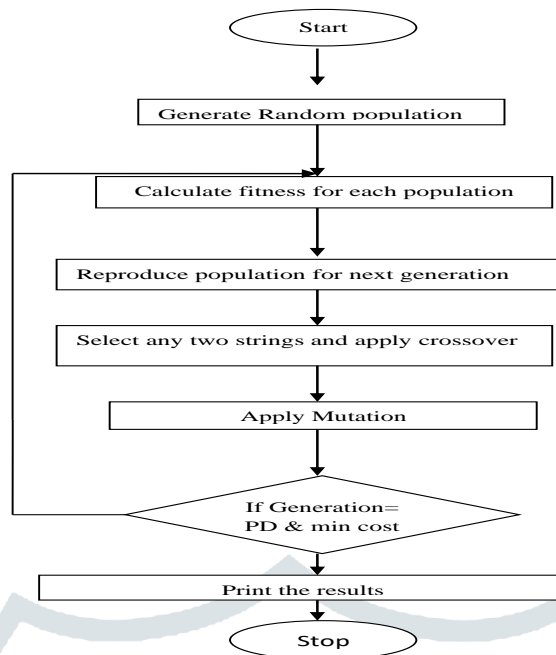 Start
Generate Random population
Calculate fitness for each population
Reproduce population for next generation
Select any two strings and apply crossover
Apply Mutation
If Generation=
PD & min cost
Print the results
Stop